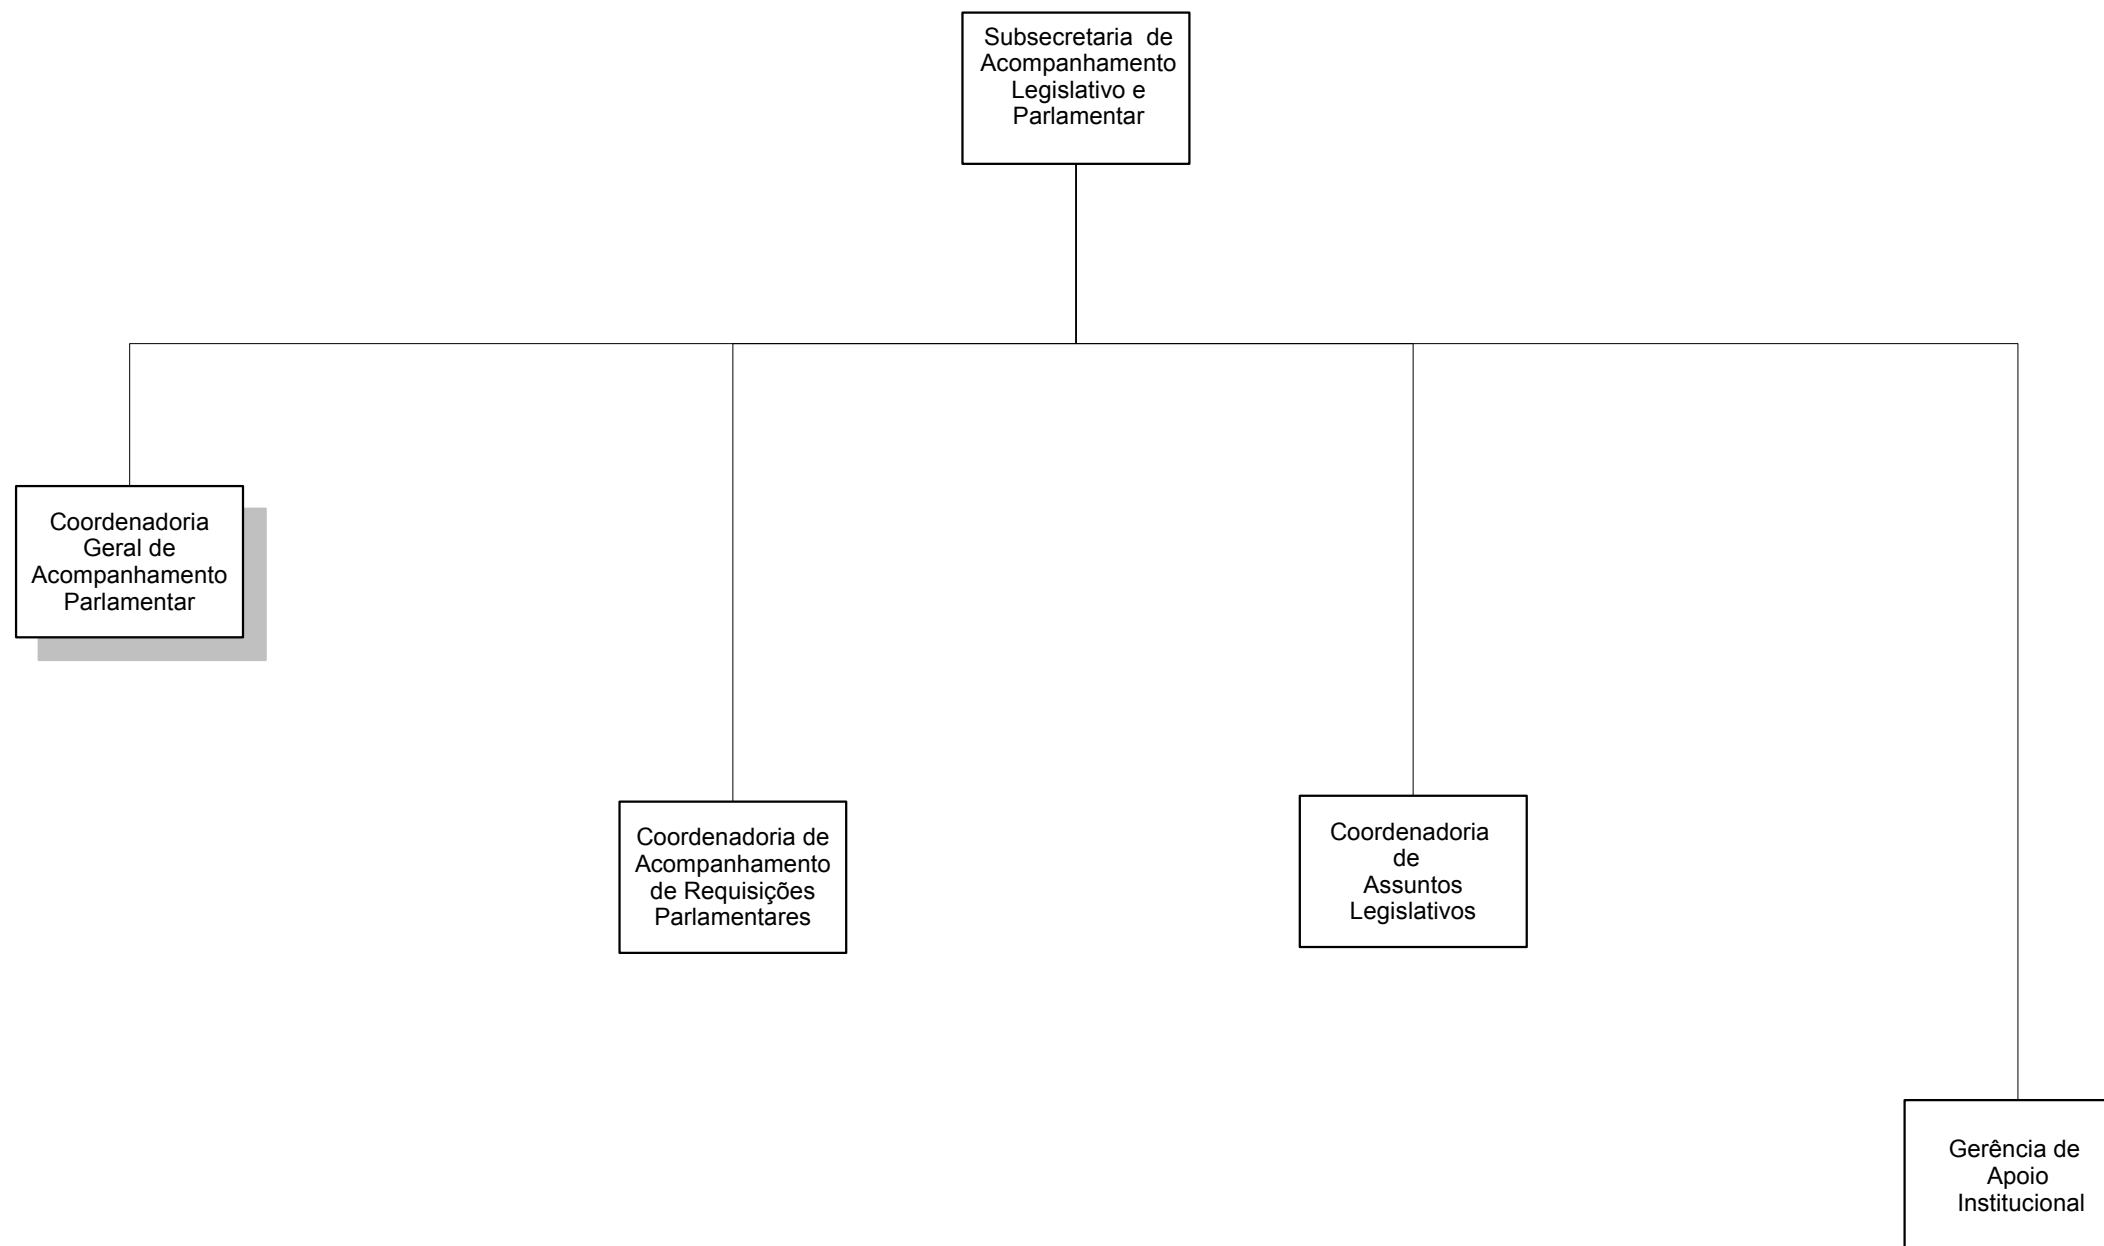 Subsecretaria de
Acompanhamento
Legislativo e
Parlamentar
Coordenadoria
Geral de
Acompanhamento
Parlamentar
Coordenadoria de
Acompanhamento
de Requisições
Parlamentares
Coordenadoria
de
Assuntos
Legislativos
Gerência de
Apoio
Institucional